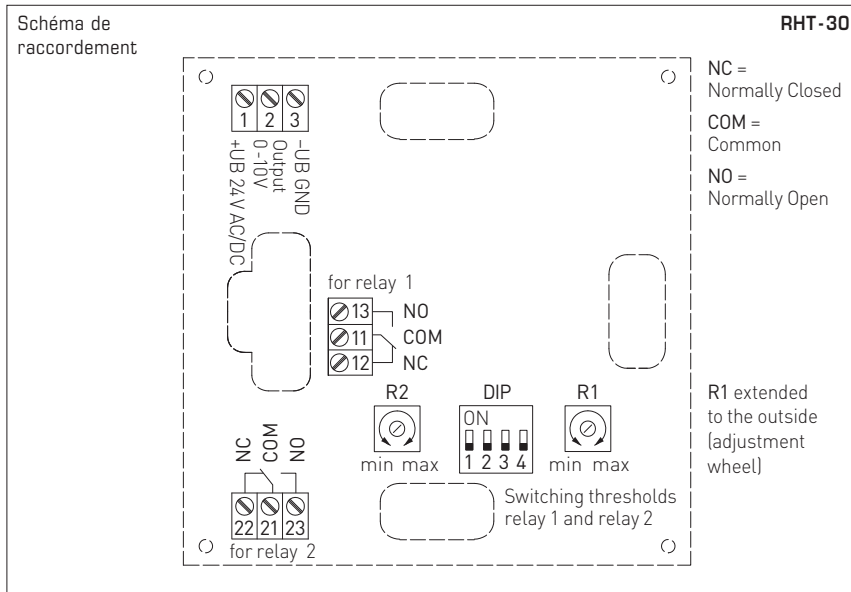 Schéma de
raccordement
RHT-30
NC =
Normally Closed
COM =
Common
NO =
Normally Open
1 2 3
+UB 24V AC/DC
Output
0-10V
-UB GND
for relay 1
13 NO
11 COM
12 NC
R2 DIP R1
ON
1 2 3 4
min max
min max
R1 extended
to the outside
(adjustment
wheel)
Switching thresholds
relay 1 and relay 2
NC COM NO
22 21 23
for relay 2